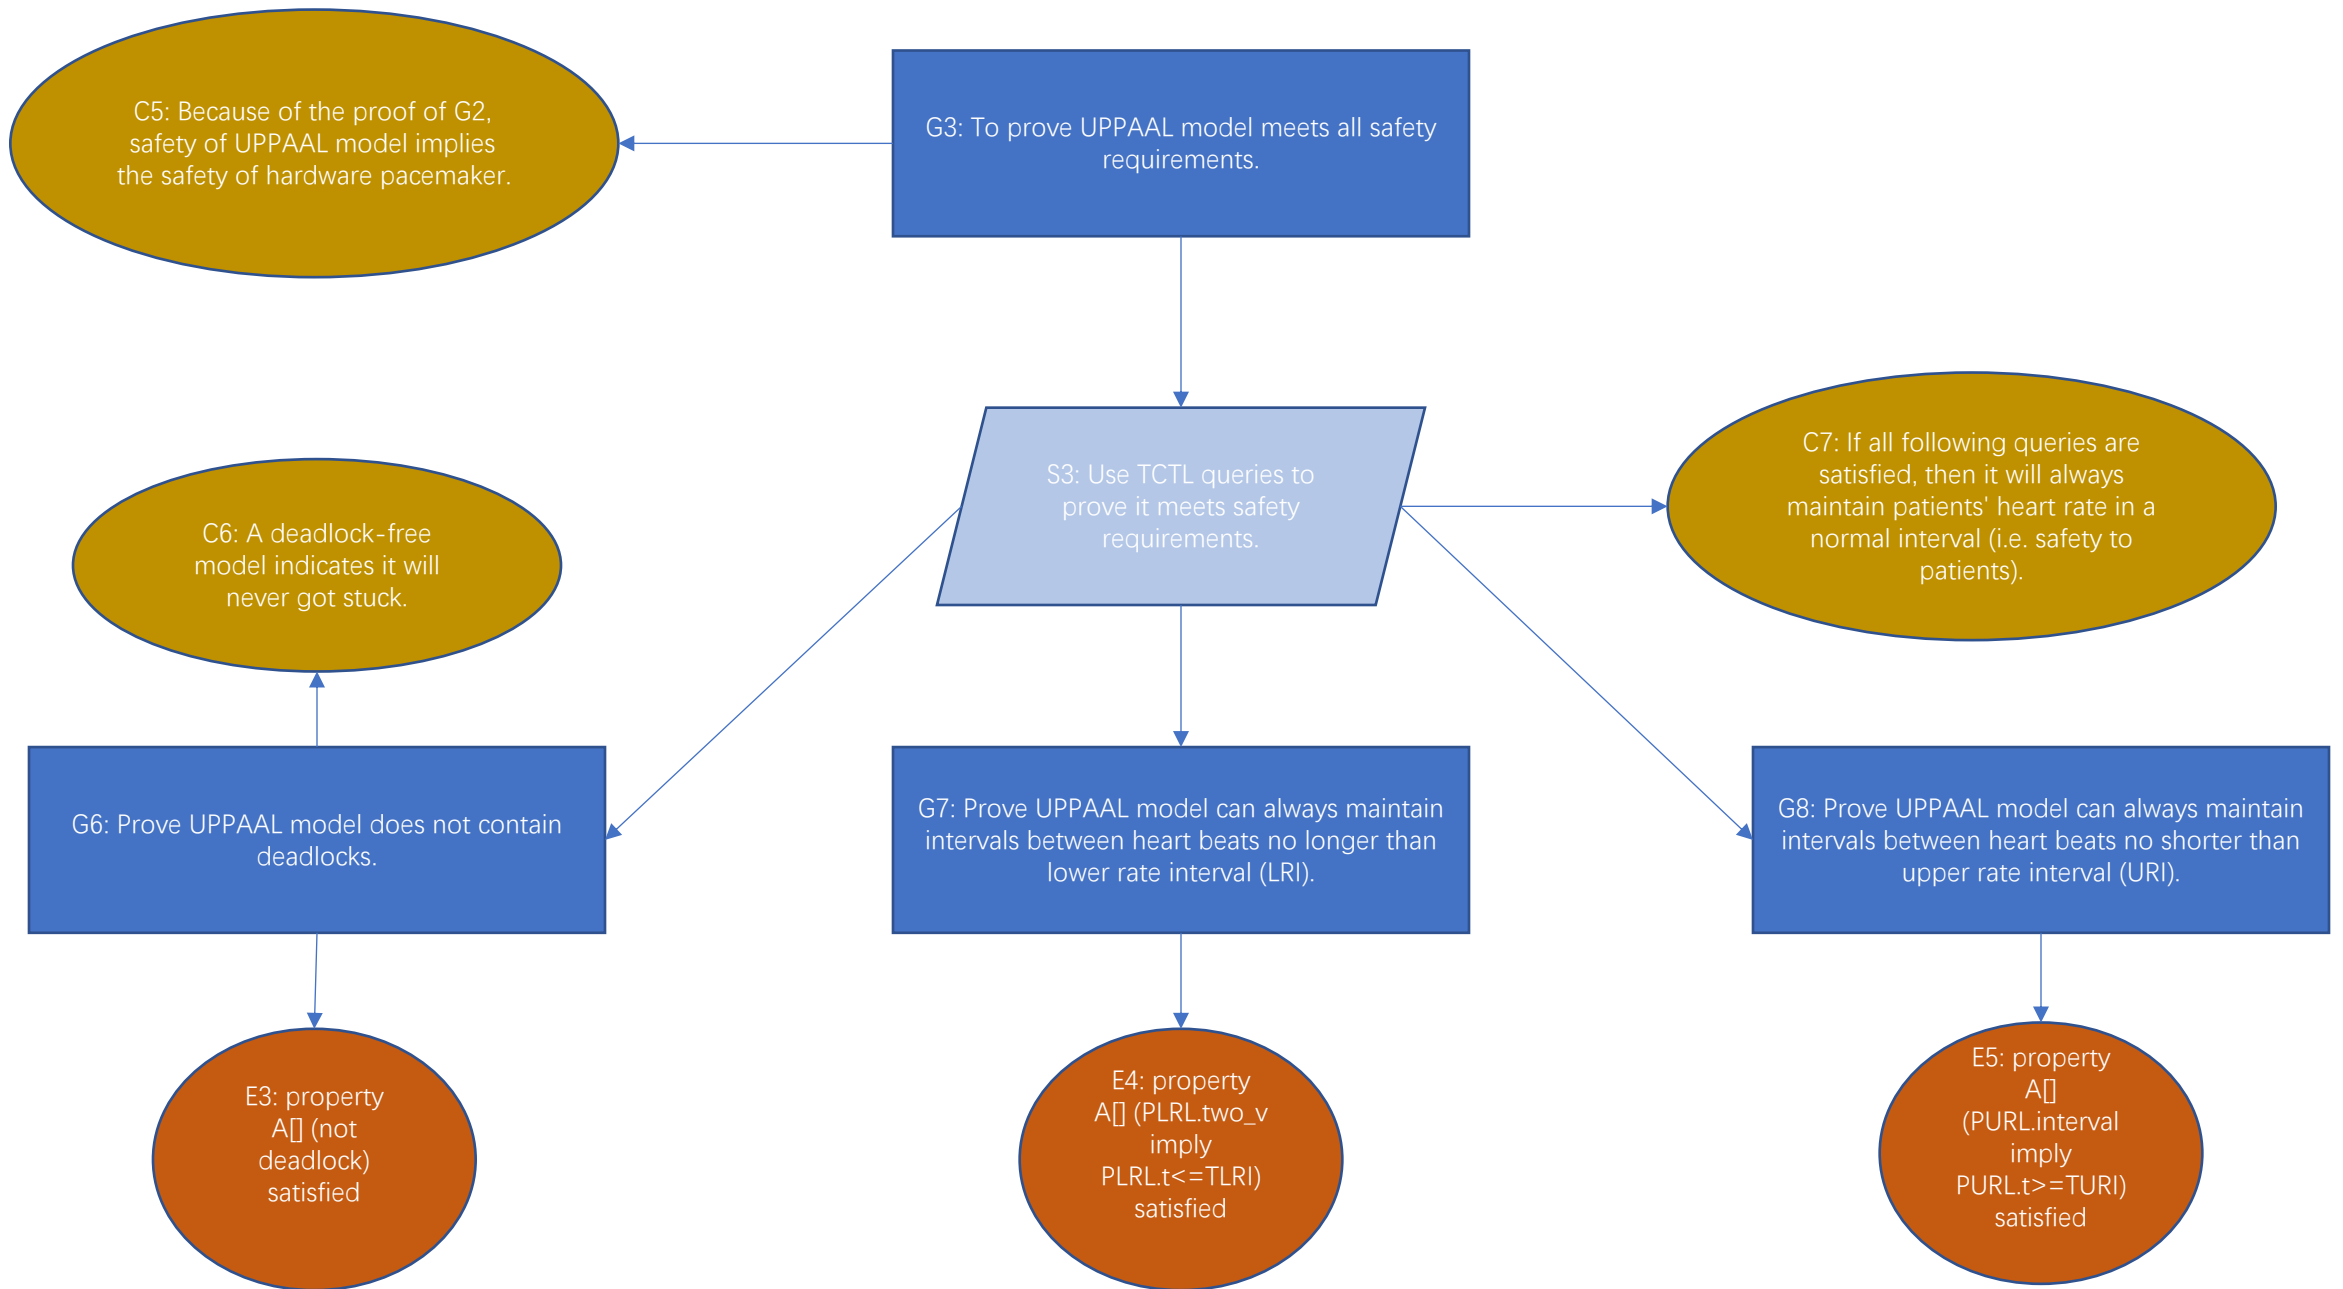 C5: Because of the proof of G2,
safety of UPPAAL model implies
the safety of hardware pacemaker.
G3: To prove UPPAAL model meets all safety
requirements.
S3: Use TCTL queries to
prove it meets safety
requirements.
C7: If all following queries are
satisfied, then it will always
maintain patients' heart rate in a
normal interval (i.e. safety to
patients).
C6: A deadlock-free
model indicates it will
never got stuck.
G6: Prove UPPAAL model does not contain
deadlocks.
G7: Prove UPPAAL model can always maintain
intervals between heart beats no longer than
lower rate interval (LRI).
G8: Prove UPPAAL model can always maintain
intervals between heart beats no shorter than
upper rate interval (URI).
E3: property
A[] (not
deadlock)
satisfied
E4: property
A[] (PLRL.two_v
imply
PLRL.t<=TLRI)
satisfied
E5: property
A[]
(PURL.interval
imply
PURL.t>=TURI)
satisfied